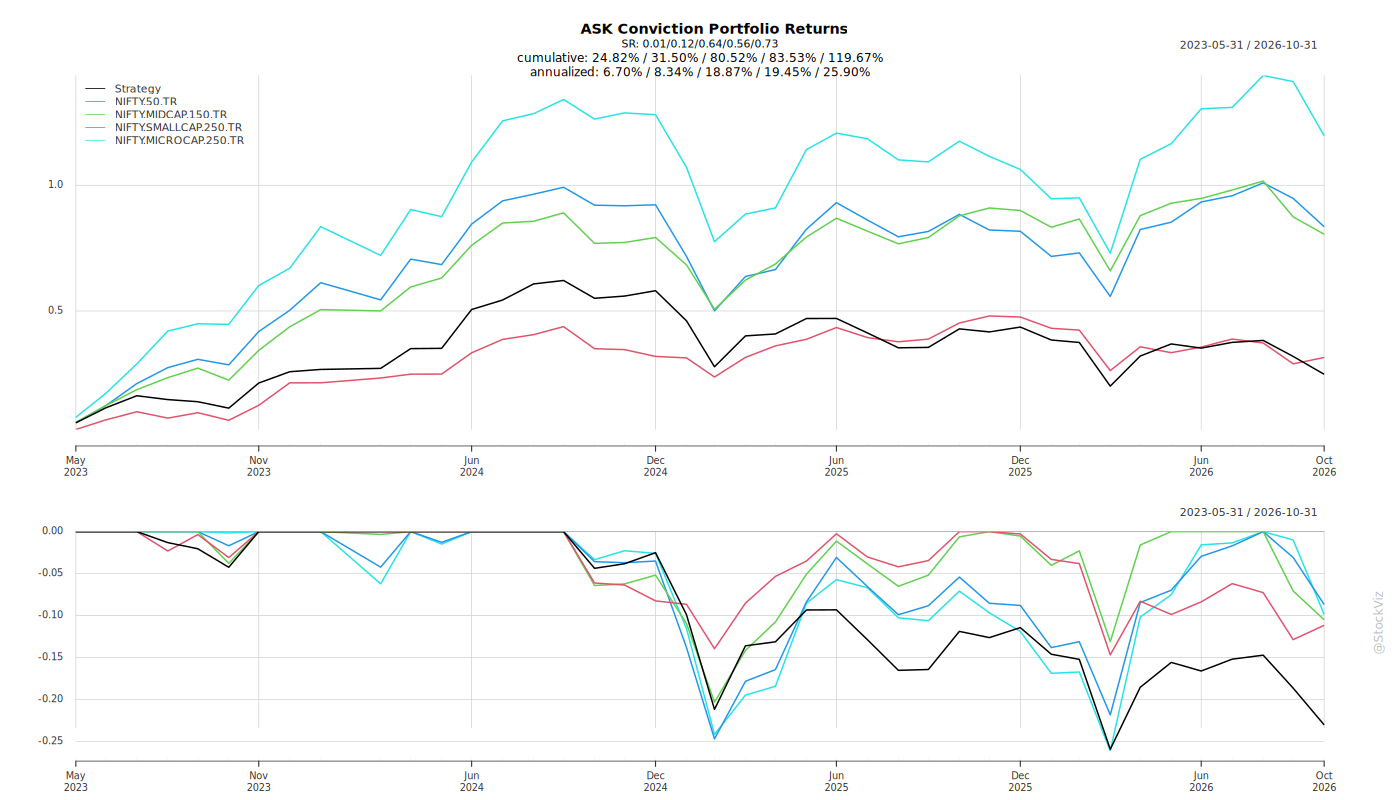 ASK Conviction Portfolio Returns
SR: 0.01/0.12/0.64/0.56/0.73
cumulative: 24.82% / 31.50% / 80.52% / 83.53% / 119.67%
annualized: 6.70% / 8.34% / 18.87% / 19.45% / 25.90%
2023-05-31 / 2026-10-31
Strategy
NIFTY.50.TR
NIFTY.MIDCAP.150.TR
NIFTY.SMALLCAP.250.TR
NIFTY.MICROCAP.250.TR
1.0
0.5
May Nov Jun Dec Jun Dec Jun Oct
2023 2023 2024 2024 2025 2025 2026 2026
2023-05-31 / 2026-10-31
0.00
-0.05
-0.10
-0.15
-0.20
-0.25
May Nov Jun Dec Jun Dec Jun Oct
2023 2023 2024 2024 2025 2025 2026 2026
@StockViz